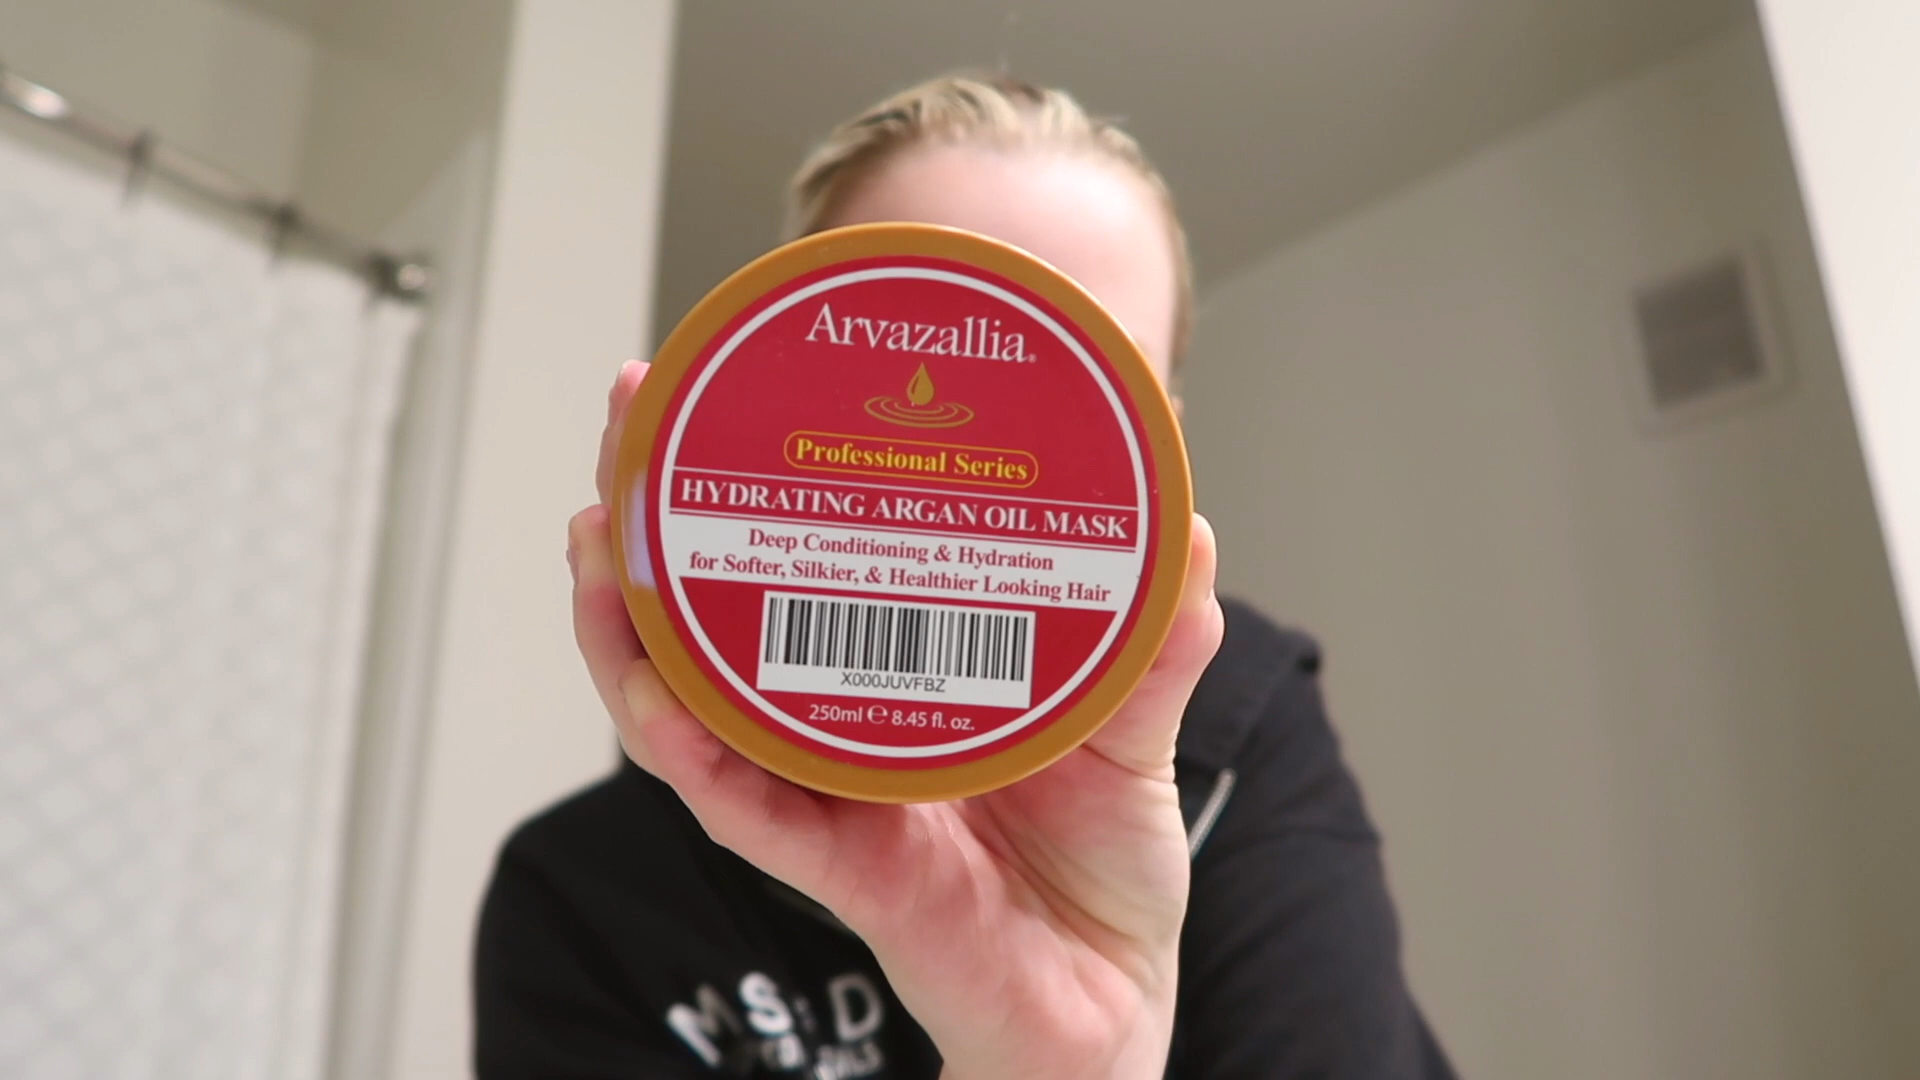 Arvazallia®
Professional Series
HYDRATING ARGAN OIL MASK
Deep Conditioning & Hydration
for Softer, Silkier, & Healthier Looking Hair
X000JUVFBZ
250ml ℮ 8.45 fl. oz.